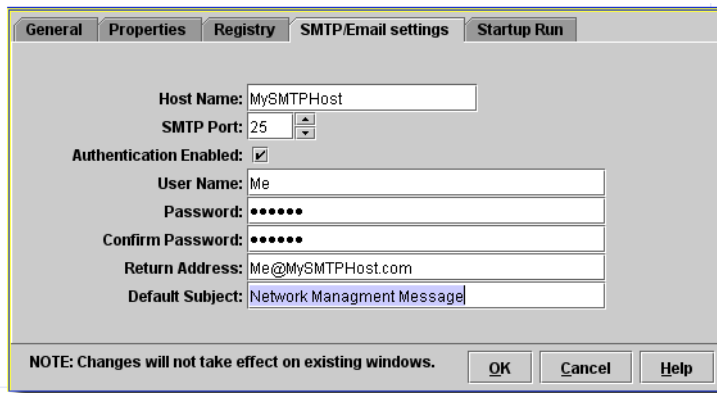 General Properties Registry SMTP/Email settings Startup Run
Host Name: MySMTPHost
SMTP Port: 25
Authentication Enabled:
User Name: Me
Password: ●●●●●●
Confirm Password: ●●●●●●
Return Address: Me@MySMTPHost.com
Default Subject: Network Managment Message
NOTE: Changes will not take effect on existing windows. OK Cancel Help